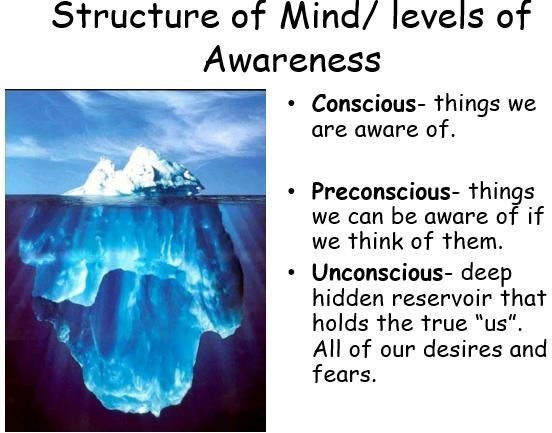 Structure of Mind/ levels of
Awareness
• Conscious- things we
are aware of.
• Preconscious- things
we can be aware of if
we think of them.
• Unconscious- deep
hidden reservoir that
holds the true “us”.
All of our desires and
fears.